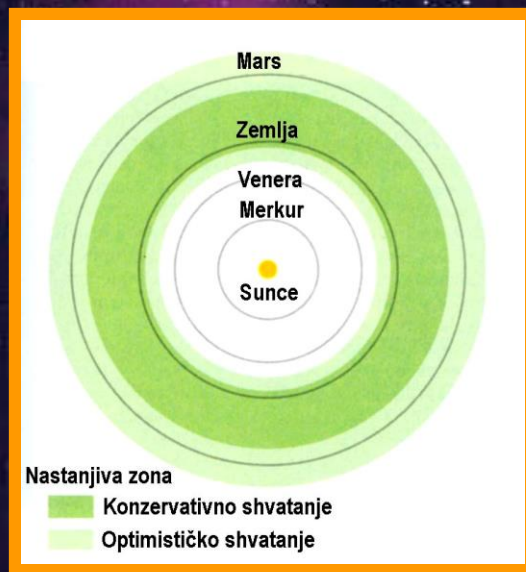 Mars
Zemlja
Venera
Merkur
Sunce
Nastanjiva zona
Konzervativno shvatanje
Optimističko shvatanje